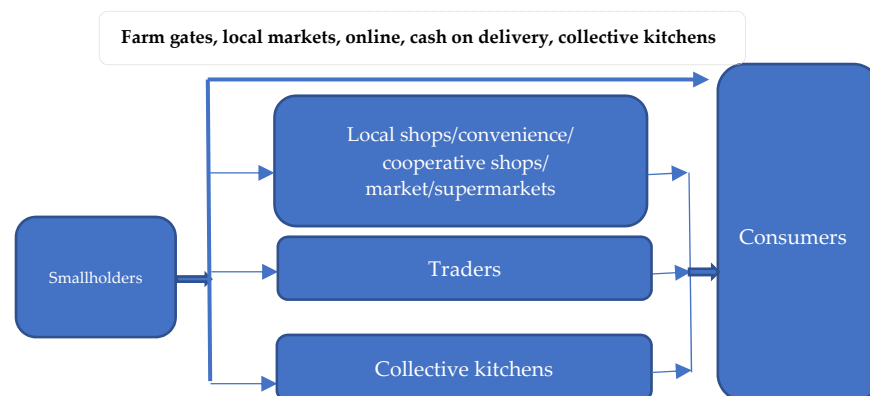 Farm gates, local markets, online, cash on delivery, collective kitchens
Local shops/convenience/
cooperative shops/
market/supermarkets
Smallholders
Traders
Consumers
Collective kitchens